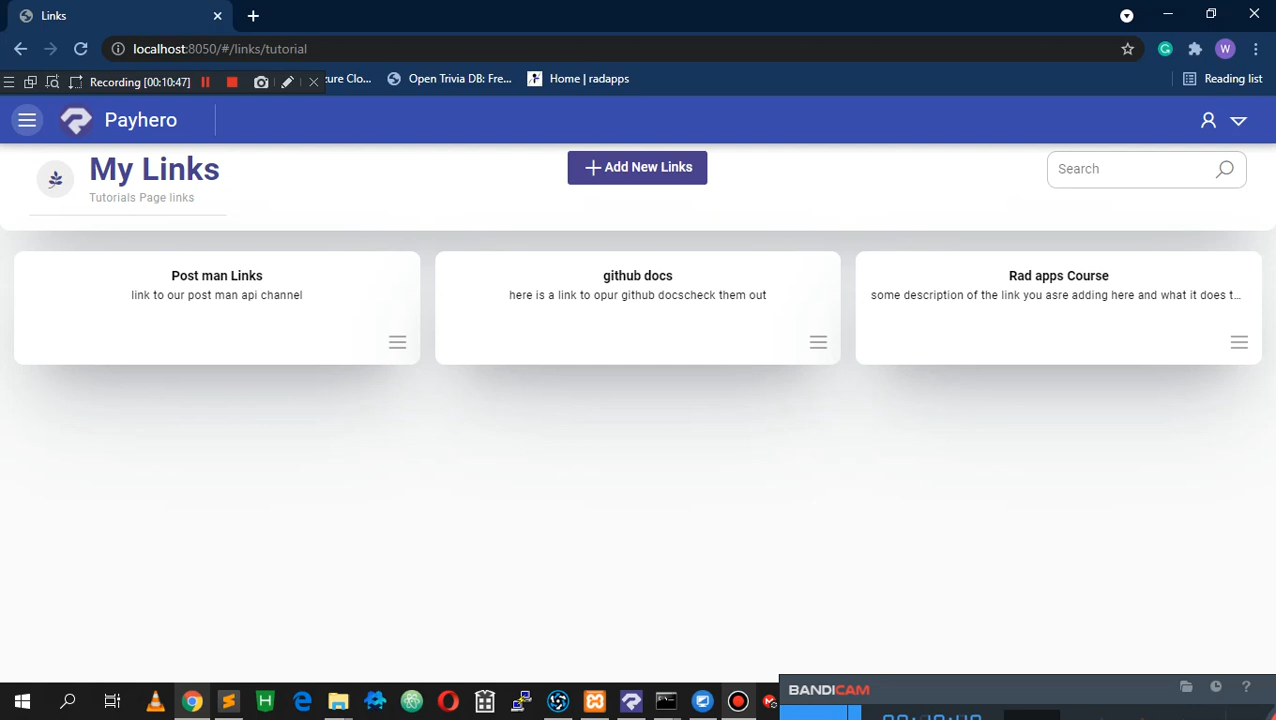 Links
localhost:8050/#/links/tutorial
W
Recording [00:10:47]
ure Clo...
Open Trivia DB: Fre...
Home | radapps
Reading list
Payhero
My Links
Tutorials Page links
Add New Links
Search
Post man Links
link to our post man api channel
github docs
here is a link to opur github docscheck them out
Rad apps Course
some description of the link you asre adding here and what it does t...
BANDICAM